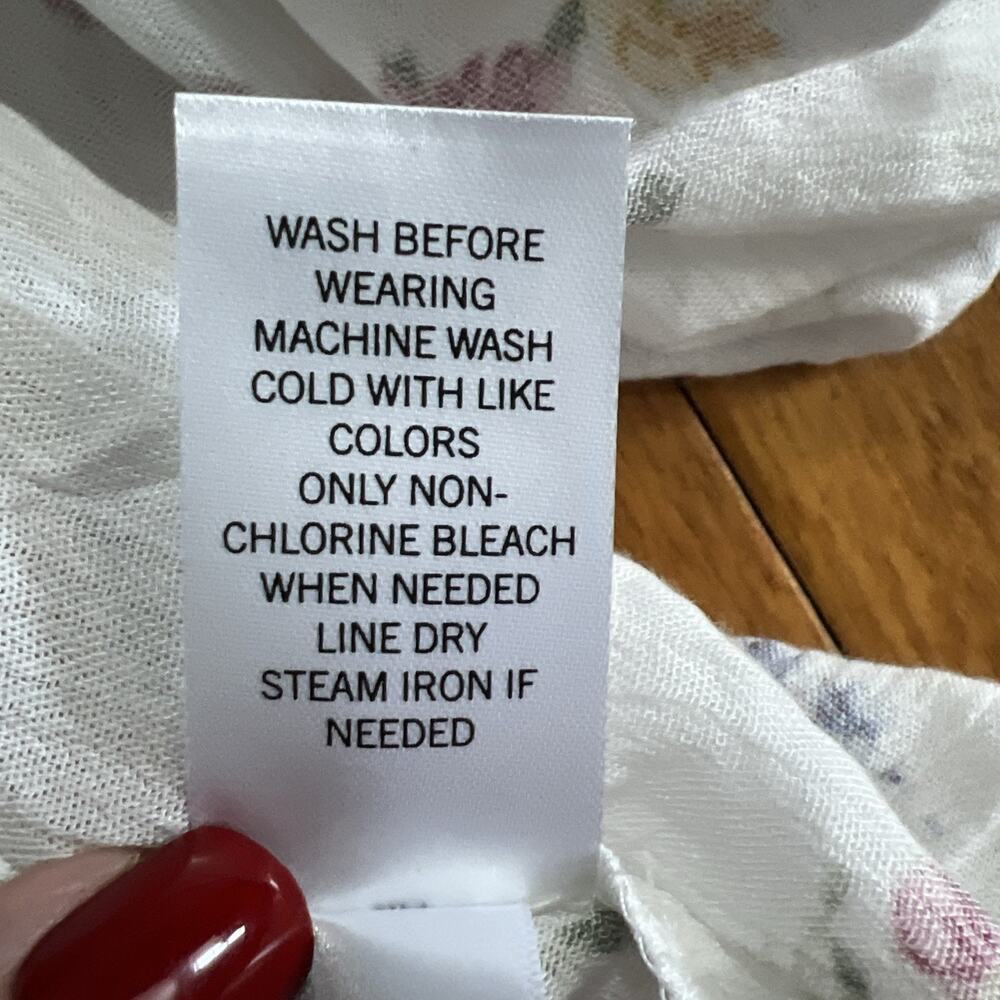 WASH BEFORE
WEARING
MACHINE WASH
COLD WITH LIKE
COLORS
ONLY NON-
CHLORINE BLEACH
WHEN NEEDED
LINE DRY
STEAM IRON IF
NEEDED